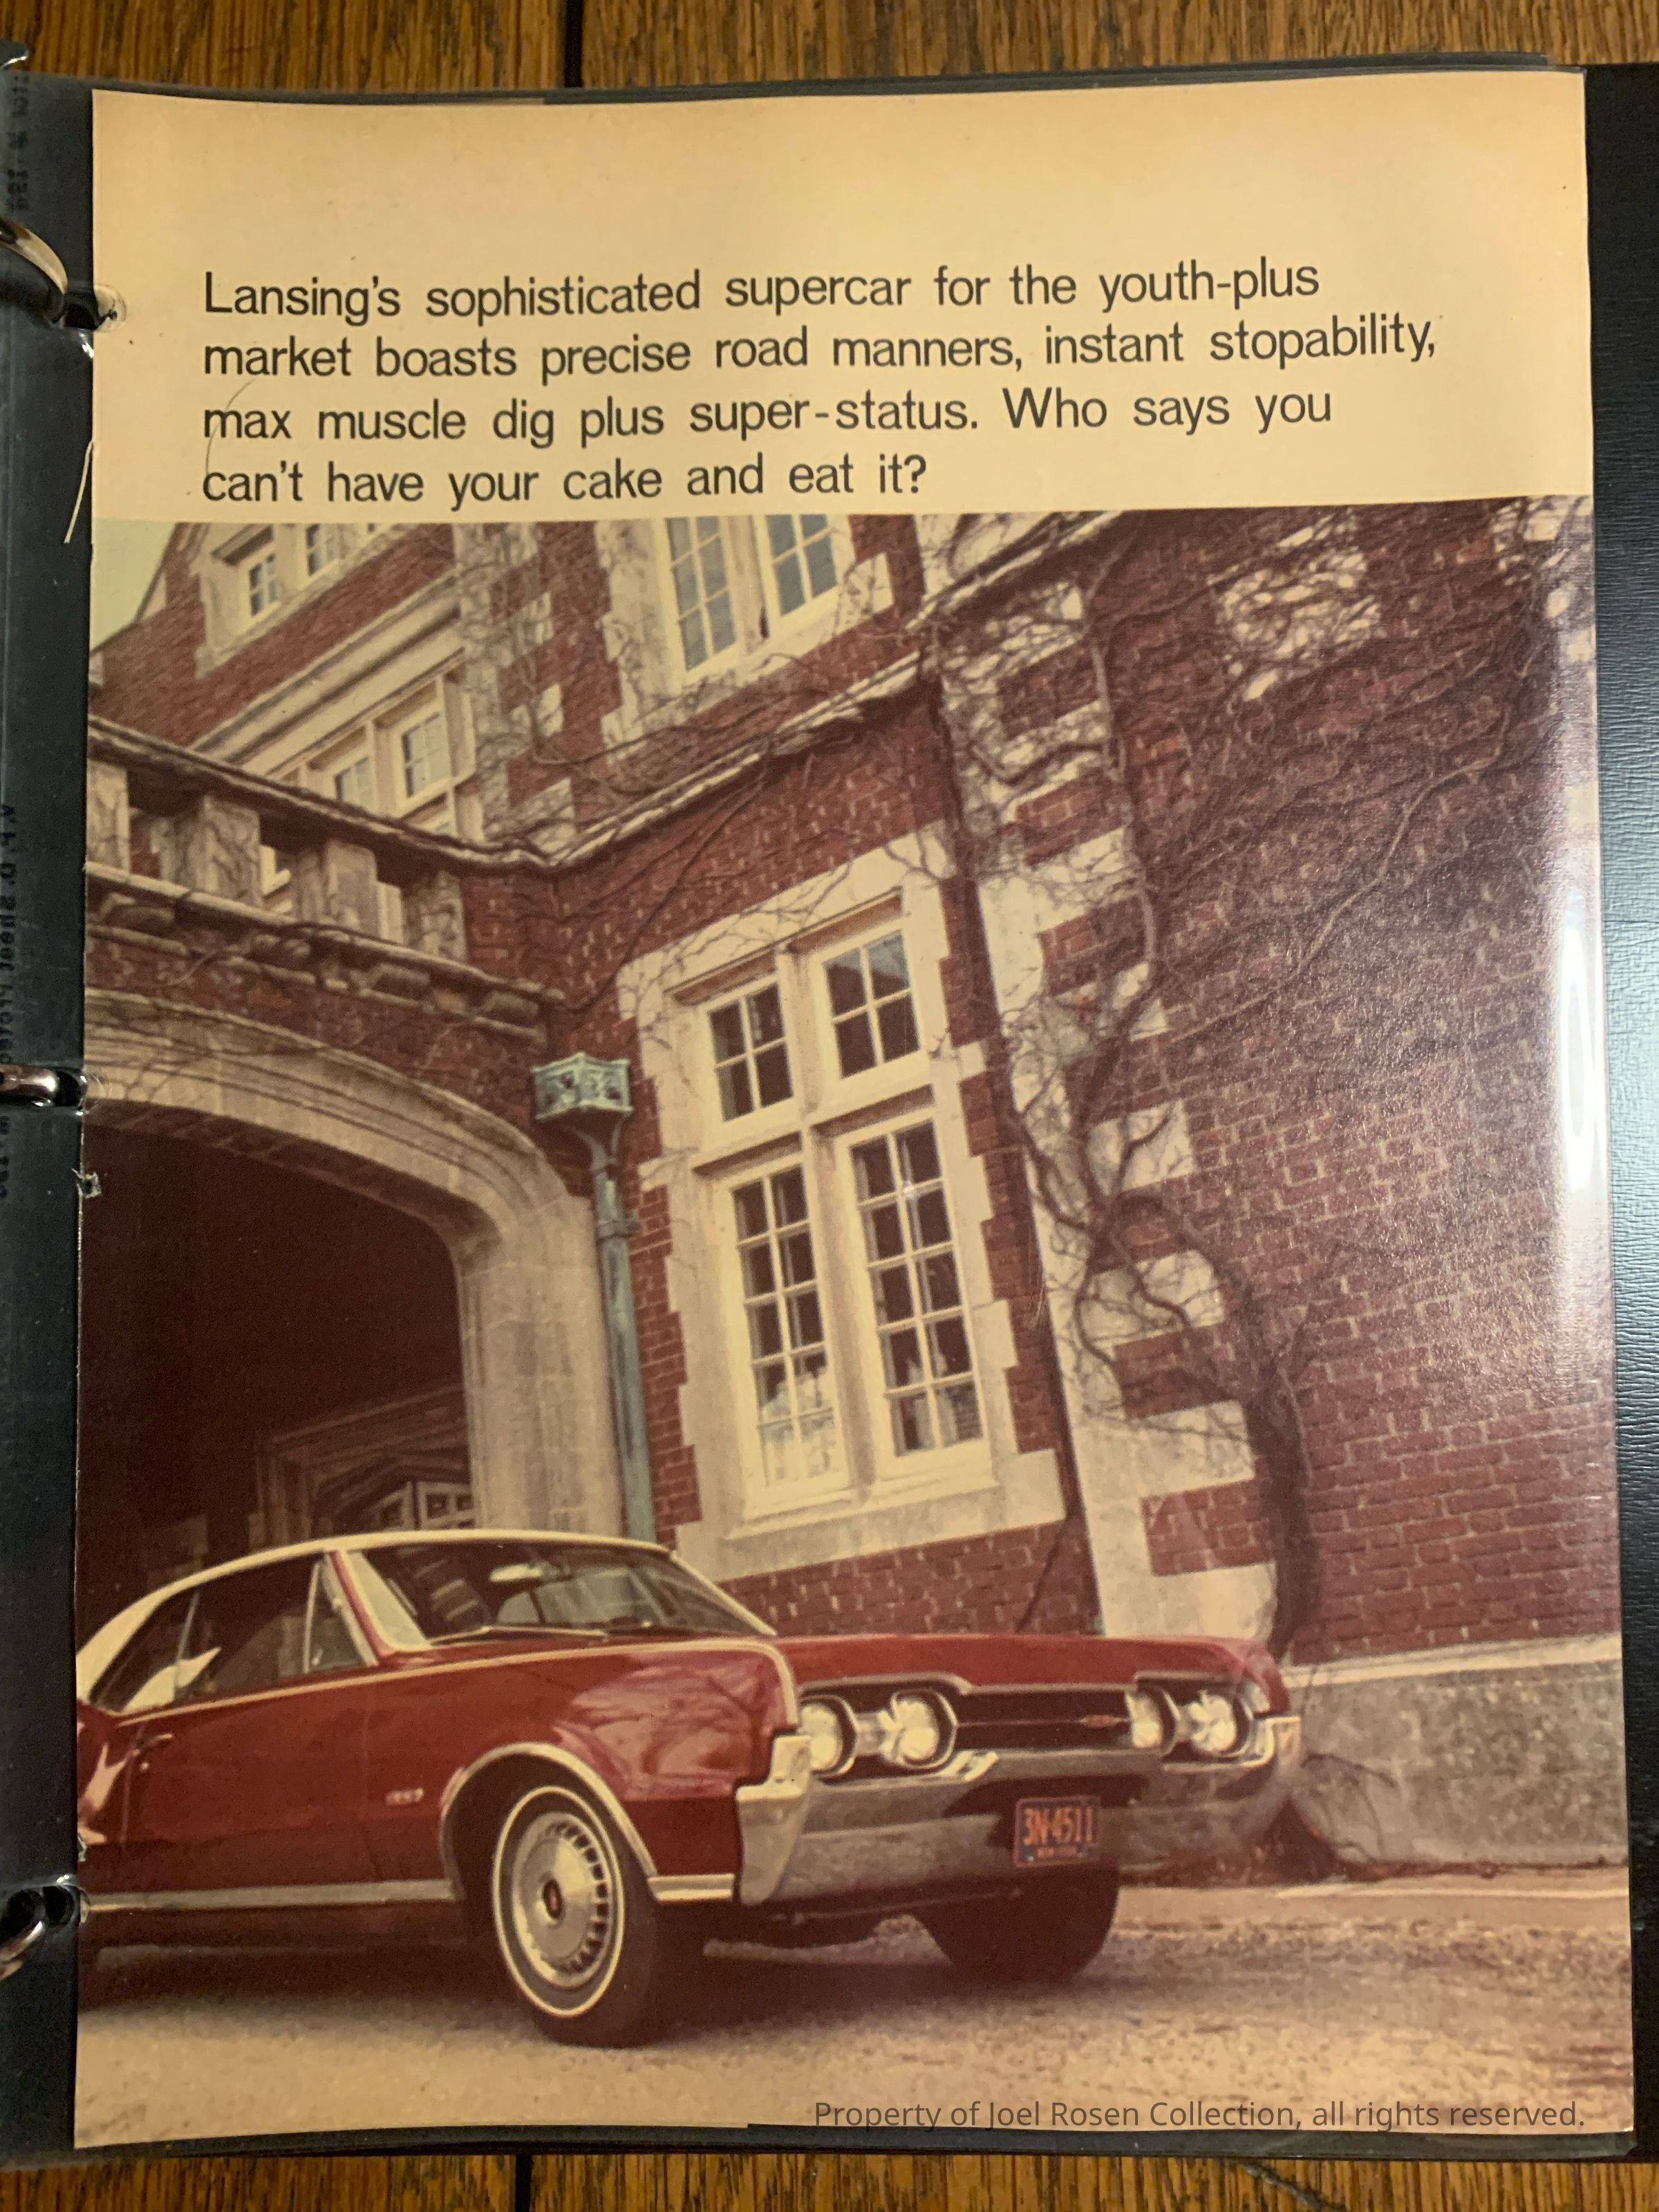 Lansing's sophisticated supercar for the youth-plus
market boasts precise road manners, instant stopability,
max muscle dig plus super-status. Who says you
can't have your cake and eat it?
3N-4511
Property of Joel Rosen Collection, all rights reserved.